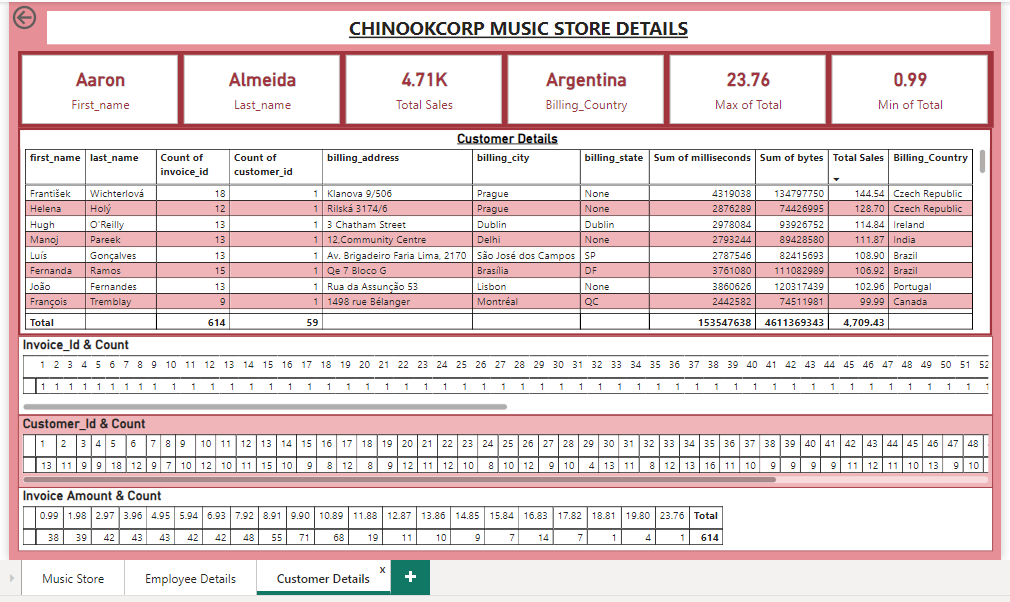 CHINOOKCORP MUSIC STORE DETAILS
Aaron Almeida 4.71K Argentina 23.76 0.99
First_name Last_name Total Sales Billing_Country Max of Total Min of Total
Customer Details
first_name last_name Count of invoice_id Count of customer_id billing_address billing_city billing_state Sum of milliseconds Sum of bytes Total Sales Billing_Country
František Wichterlová 18 1 Klanova 9/506 Prague None 4319038 134797750 144.54 Czech Republic
Helena Holý 12 1 Rilská 3174/6 Prague None 2876289 74426995 128.70 Czech Republic
Hugh O'Reilly 13 1 3 Chatham Street Dublin Dublin 2978084 93926752 114.84 Ireland
Manoj Pareek 13 1 12,Community Centre Delhi None 2793244 89428580 111.87 India
Luís Gonçalves 13 1 Av. Brigadeiro Faria Lima, 2170 São José dos Campos SP 2787546 82415693 108.90 Brazil
Fernanda Ramos 15 1 Qe 7 Bloco G Brasília DF 3761080 111082989 106.92 Brazil
João Fernandes 13 1 Rua da Assunção 53 Lisbon None 3860626 120317439 102.96 Portugal
François Tremblay 9 1 1498 rue Bélanger Montréal QC 2442582 74511981 99.99 Canada
Total 614 59 153547638 4611369343 4,709.43
Invoice_Id & Count
1 2 3 4 5 6 7 8 9 10 11 12 13 14 15 16 17 18 19 20 21 22 23 24 25 26 27 28 29 30 31 32 33 34 35 36 37 38 39 40 41 42 43 44 45 46 47 48 49 50 51 52
1 1 1 1 1 1 1 1 1 1 1 1 1 1 1 1 1 1 1 1 1 1 1 1 1 1 1 1 1 1 1 1 1 1 1 1 1 1 1 1 1 1 1 1 1 1 1 1 1 1 1 1
Customer_Id & Count
1 2 3 4 5 6 7 8 9 10 11 12 13 14 15 16 17 18 19 20 21 22 23 24 25 26 27 28 29 30 31 32 33 34 35 36 37 38 39 40 41 42 43 44 45 46 47 48
13 11 9 9 18 12 9 7 10 12 10 11 15 10 9 8 12 8 9 12 11 12 10 8 10 12 9 10 4 13 11 8 12 13 16 11 10 9 9 9 9 11 12 11 10 13 9 10
Invoice Amount & Count
0.99 1.98 2.97 3.96 4.95 5.94 6.93 7.92 8.91 9.90 10.89 11.88 12.87 13.86 14.85 15.84 16.83 17.82 18.81 19.80 23.76 Total
38 39 42 43 43 42 42 48 55 71 68 19 11 10 9 7 14 7 1 4 1 614
Music Store Employee Details Customer Details x +